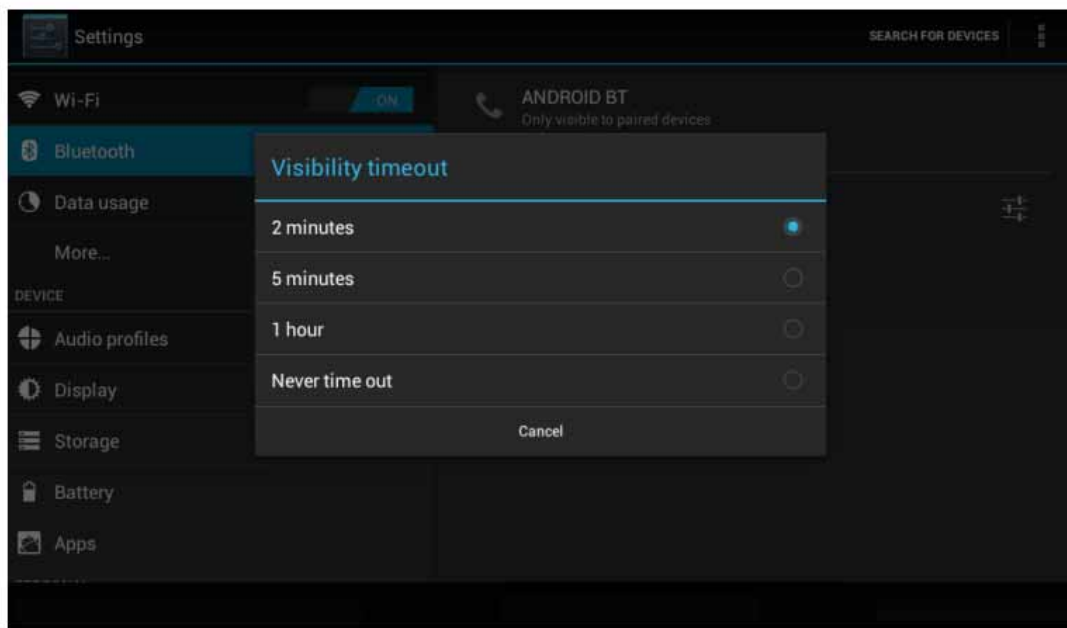 Settings
SEARCH FOR DEVICES
Wi-Fi
ON
ANDROID BT
Only visible to paired devices
Bluetooth
Visibility timeout
Data usage
2 minutes
More...
5 minutes
DEVICE
1 hour
Audio profiles
Never time out
Display
Cancel
Storage
Battery
Apps